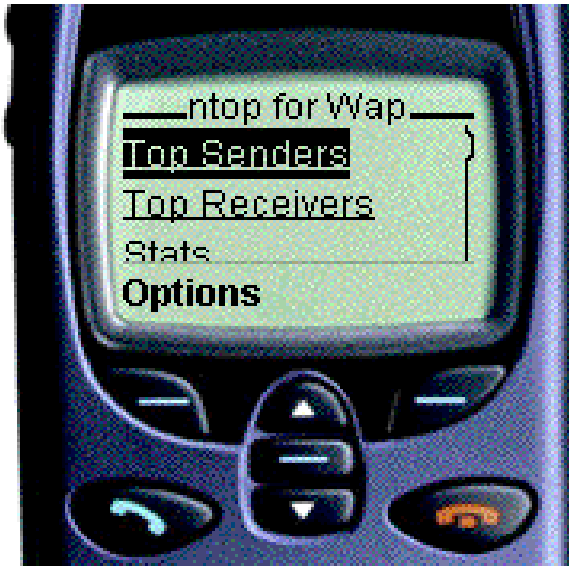 ntop for Wap
Top Senders
Top Receivers
Stats
Options